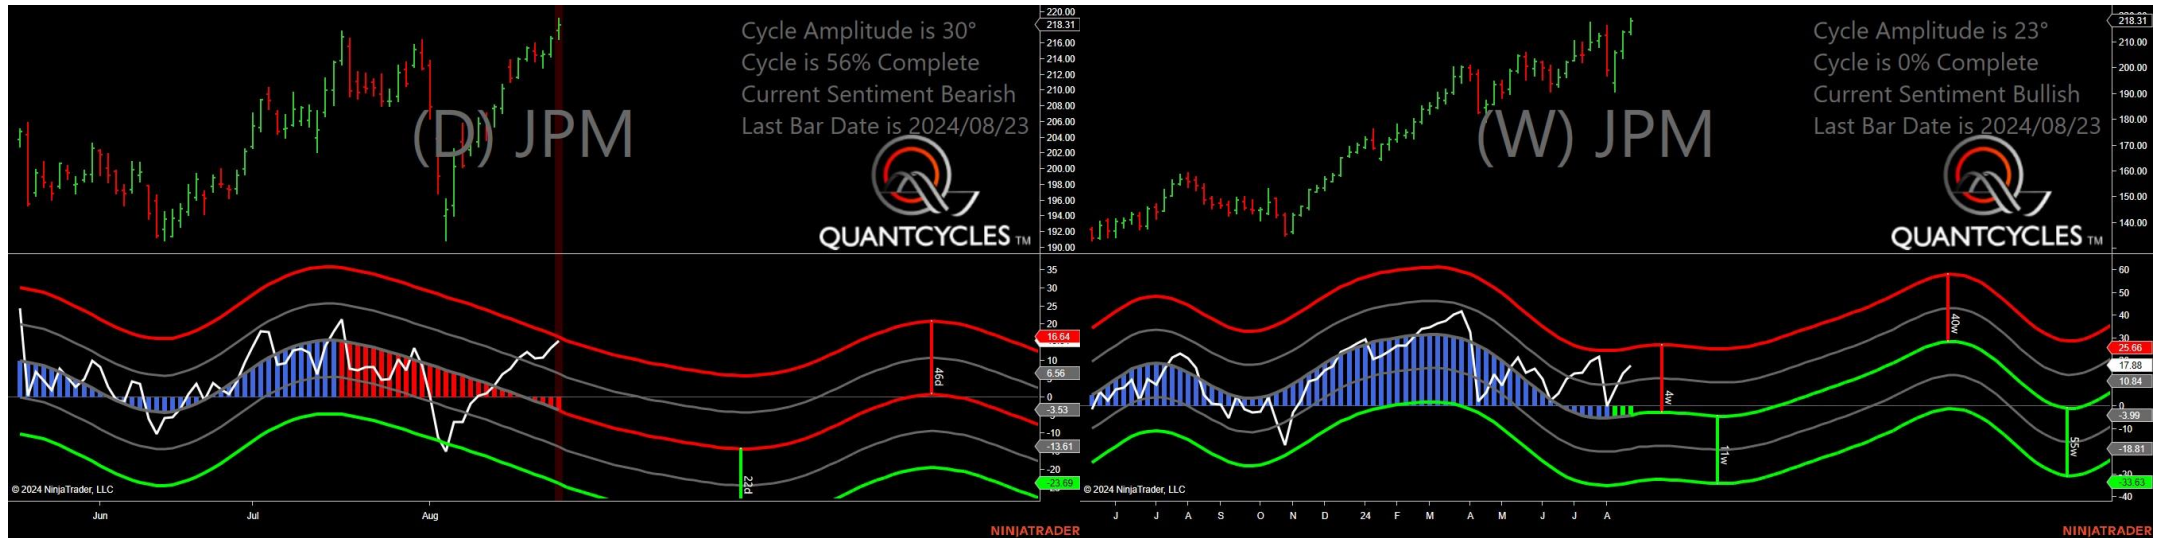 Cycle Amplitude is 30°
Cycle is 56% Complete
Current Sentiment Bearish
Last Bar Date is 2024/08/23
(D) JPM
QUANTCYCLES TM
220.00
218.31
216.00
214.00
212.00
210.00
208.00
206.00
204.00
202.00
200.00
198.00
196.00
194.00
192.00
190.00
35
30
25
20
16.64
10
6.56
0
-3.53
-10
-13.61
-20
-23.69
46d
22d
© 2024 NinjaTrader, LLC
Jun
Jul
Aug
NINJATRADER
Cycle Amplitude is 23°
Cycle is 0% Complete
Current Sentiment Bullish
Last Bar Date is 2024/08/23
(W) JPM
QUANTCYCLES TM
218.31
210.00
200.00
190.00
180.00
170.00
160.00
150.00
140.00
60
50
40
30
25.66
17.88
10.84
0
-3.99
-10
-18.81
-30
-33.63
-40
4w
11w
40w
55w
© 2024 NinjaTrader, LLC
J J A S O N D 24 F M A M J J A
NINJATRADER